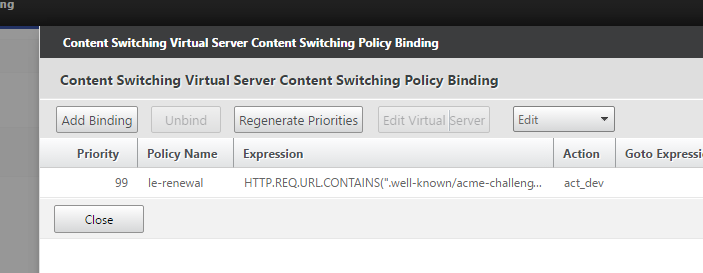 ng
Content Switching Virtual Server Content Switching Policy Binding
Content Switching Virtual Server Content Switching Policy Binding
Add Binding Unbind Regenerate Priorities Edit Virtual Server Edit
Priority Policy Name Expression Action Goto Expressi
99 le-renewal HTTP.REQ.URL.CONTAINS(".well-known/acme-challeng... act_dev
Close